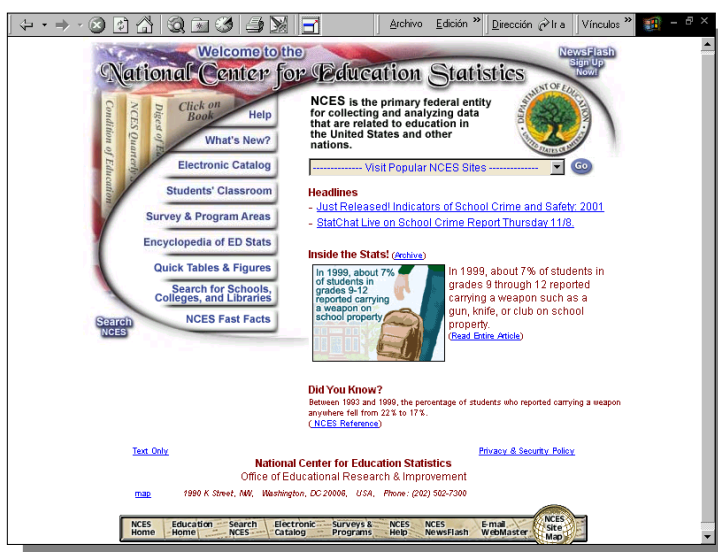 Archivo Edición » Dirección Ir a Vínculos »
Welcome to the
National Center for Education Statistics
NewsFlash
Sign Up
Now!
Condition of Education
NCES Quarterly
Digest of Ed
Click on
Book
Help
What's New?
Electronic Catalog
Students' Classroom
Survey & Program Areas
Encyclopedia of ED Stats
Quick Tables & Figures
Search for Schools,
Colleges, and Libraries
NCES Fast Facts
Search
NCES
NCES is the primary federal entity
for collecting and analyzing data
that are related to education in
the United States and other
nations.
DEPARTMENT OF EDUCATION
UNITED STATES OF AMERICA
-------------- Visit Popular NCES Sites --------------
Go
Headlines
- Just Released! Indicators of School Crime and Safety: 2001
- StatChat Live on School Crime Report Thursday 11/8.
Inside the Stats! (Archive)
In 1999, about 7%
of students in
grades 9-12
reported carrying
a weapon on
school property
In 1999, about 7% of students in
grades 9 through 12 reported
carrying a weapon such as a
gun, knife, or club on school
property.
(Read Entire Article)
Did You Know?
Between 1993 and 1999, the percentage of students who reported carrying a weapon
anywhere fell from 22% to 17%.
( NCES Reference)
Text Only
Privacy & Security Policy
National Center for Education Statistics
Office of Educational Research & Improvement
map
1990 K Street, NW, Washington, DC 20006, USA, Phone: (202) 502-7300
NCES Home
Education Home
Search NCES
Electronic Catalog
Surveys & Programs
NCES Help
NCES NewsFlash
E-mail WebMaster
NCES Site Map